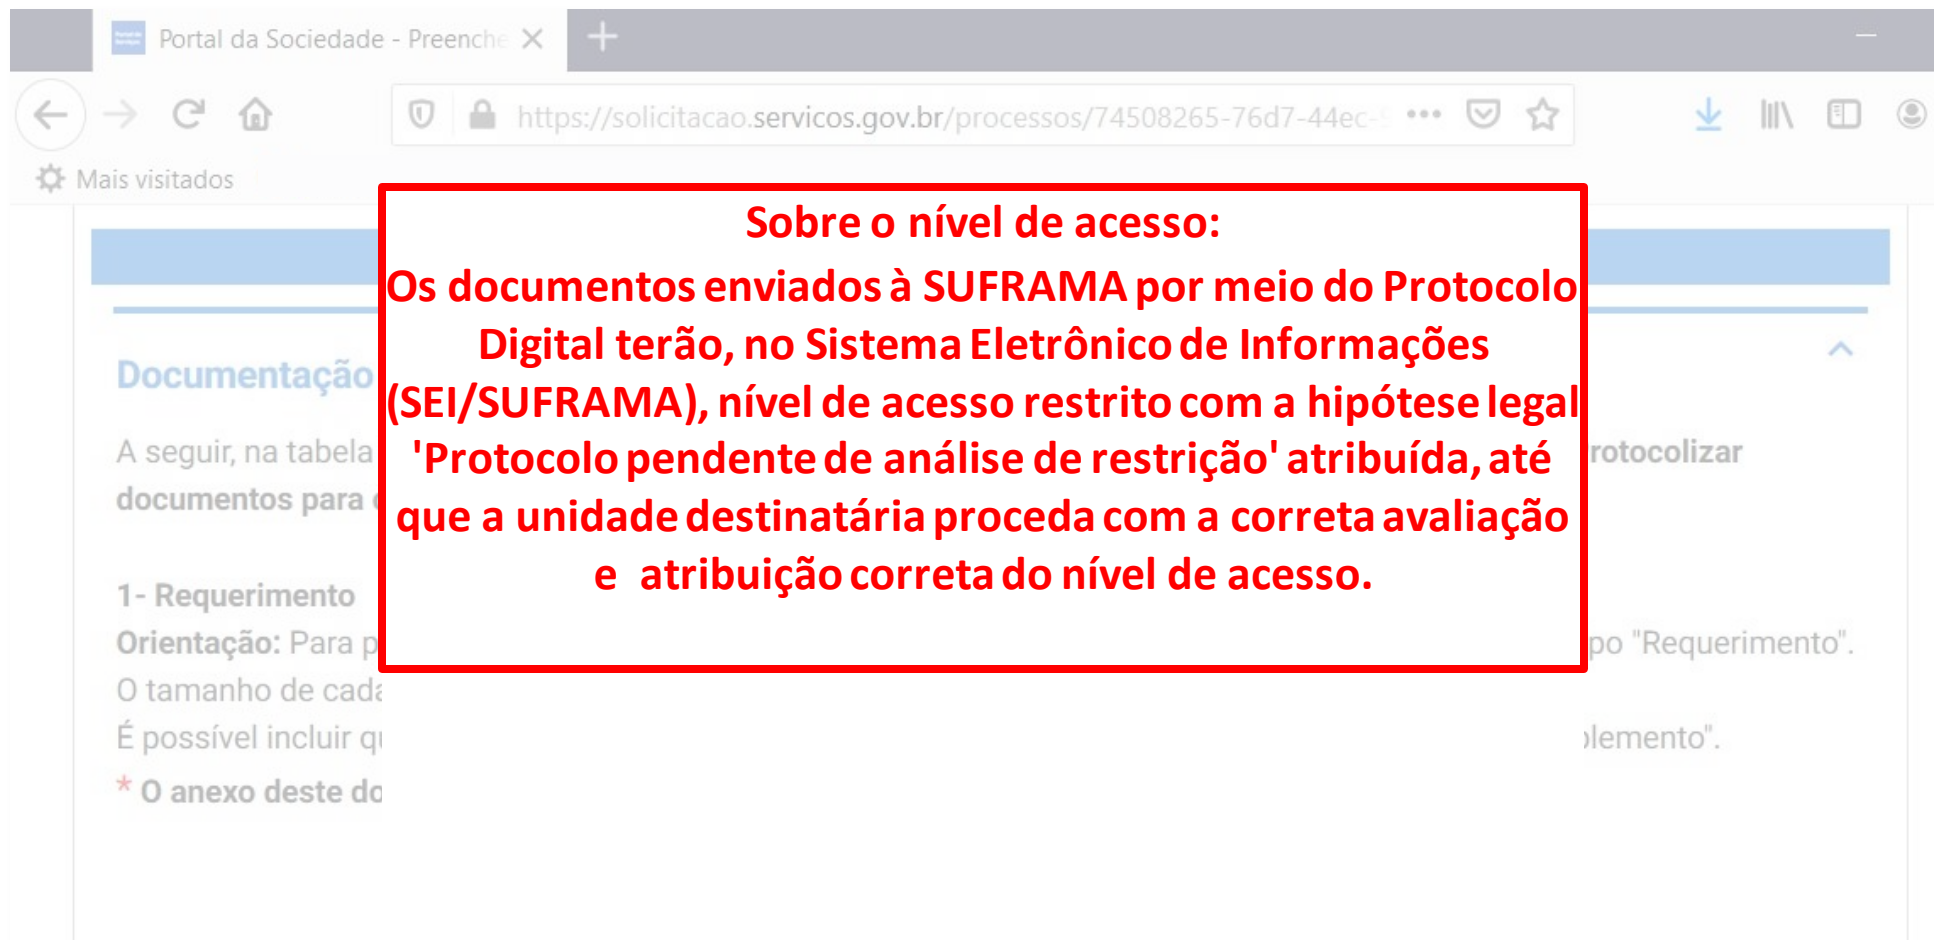 Portal da Sociedade - Preenche
https://solicitacao.servicos.gov.br/processos/74508265-76d7-44ec-
Mais visitados
Sobre o nível de acesso:
Os documentos enviados à SUFRAMA por meio do Protocolo
Digital terão, no Sistema Eletrônico de Informações
(SEI/SUFRAMA), nível de acesso restrito com a hipótese legal
'Protocolo pendente de análise de restrição' atribuída, até
que a unidade destinatária proceda com a correta avaliação
e atribuição correta do nível de acesso.
Documentação
A seguir, na tabela rotocolizar
documentos para
1- Requerimento
Orientação: Para p po "Requerimento".
O tamanho de cada
É possível incluir qu plemento".
* O anexo deste do